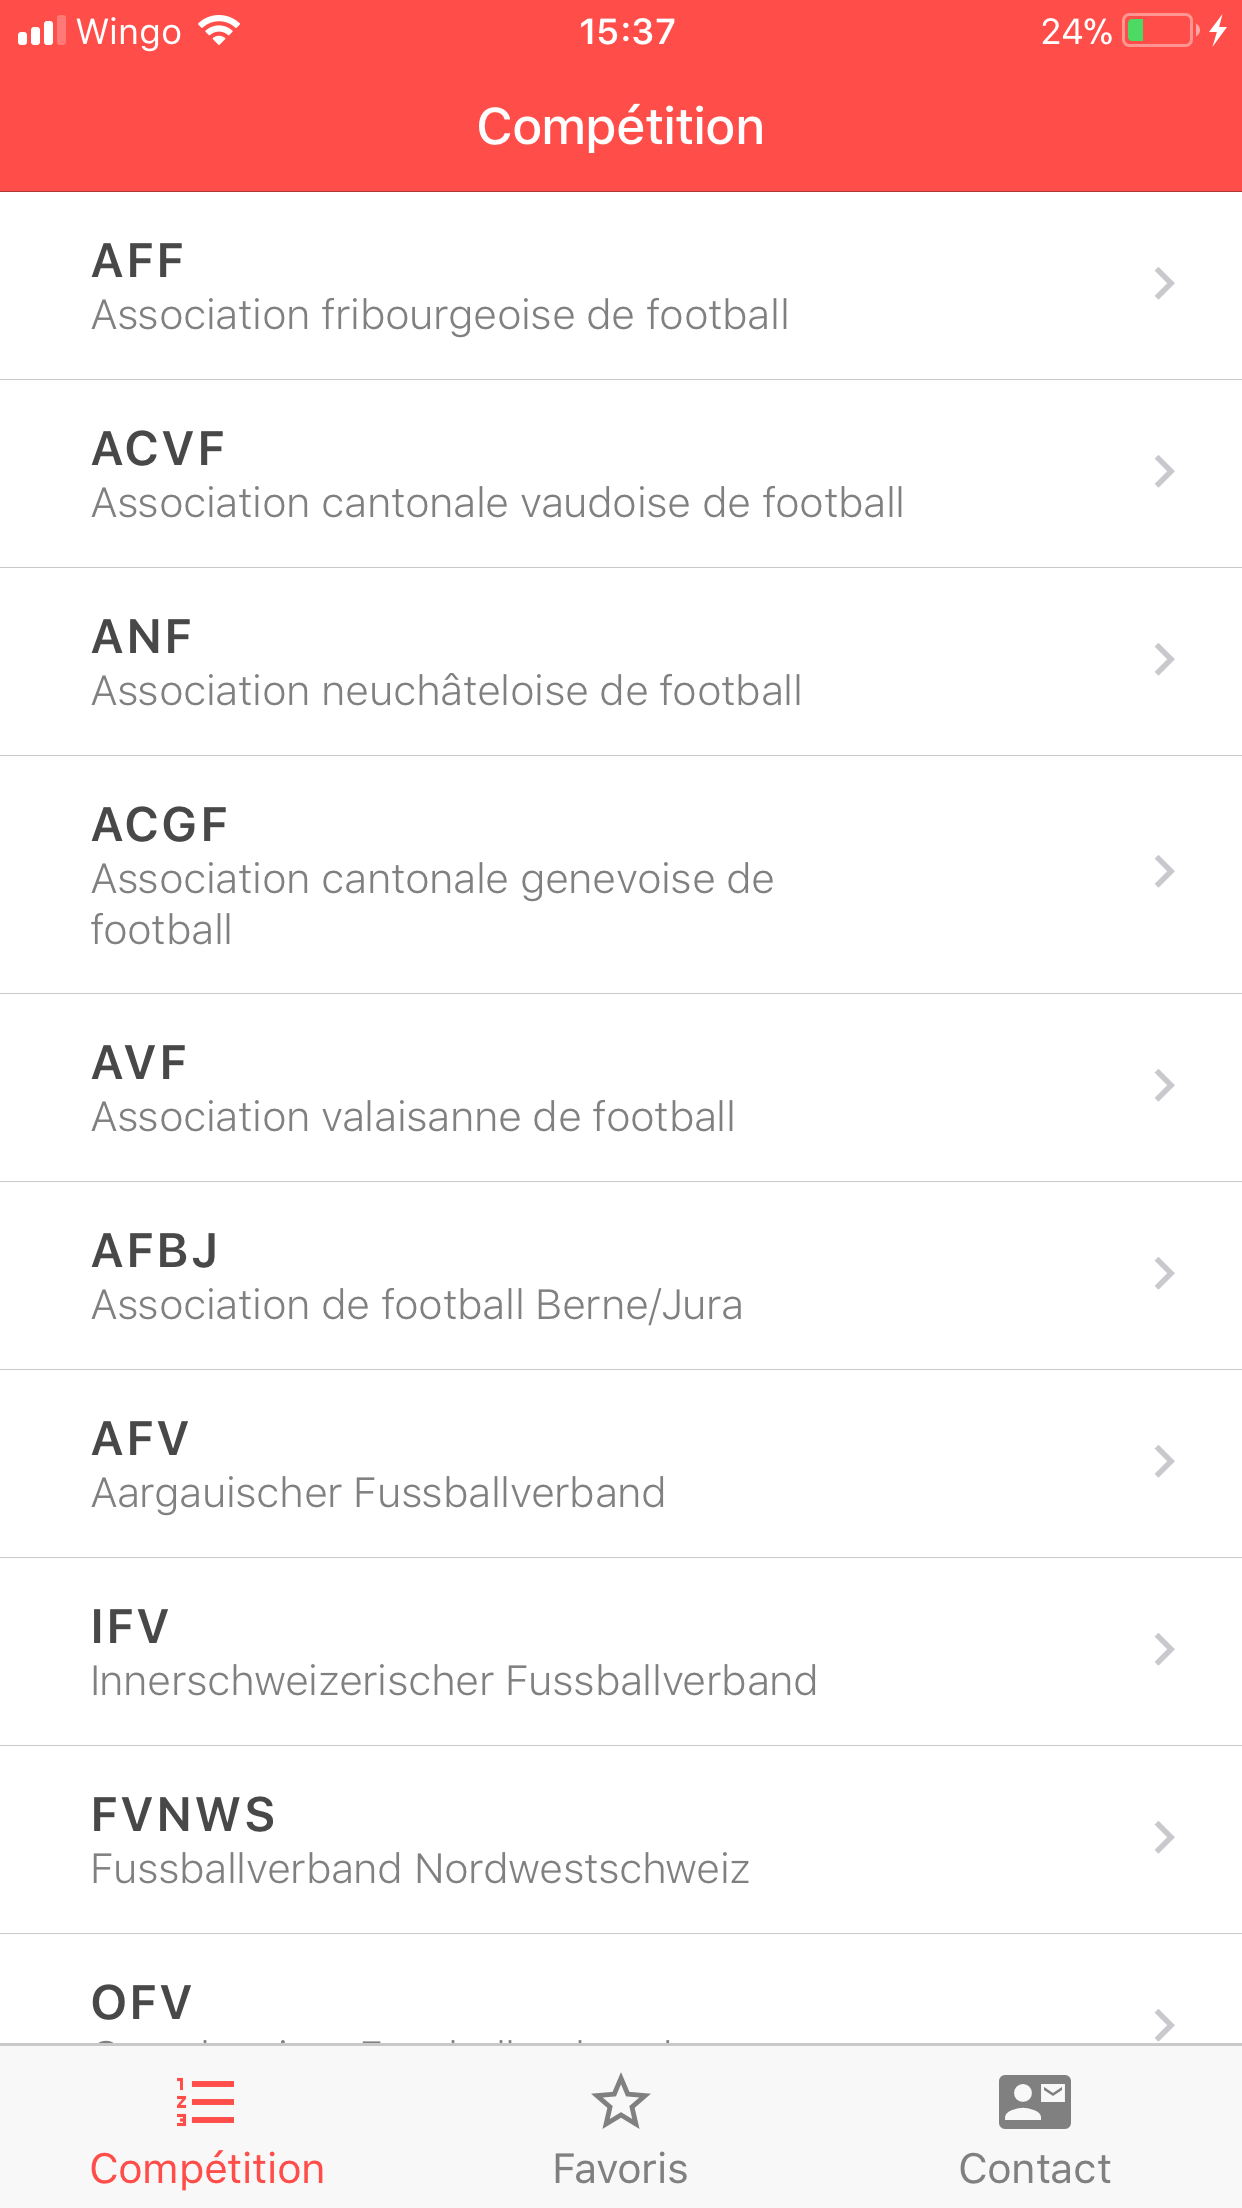 Wingo 15:37 24%
Compétition
AFF
Association fribourgeoise de football
ACVF
Association cantonale vaudoise de football
ANF
Association neuchâteloise de football
ACGF
Association cantonale genevoise de
football
AVF
Association valaisanne de football
AFBJ
Association de football Berne/Jura
AFV
Aargauischer Fussballverband
IFV
Innerschweizerischer Fussballverband
FVNWS
Fussballverband Nordwestschweiz
OFV
Compétition Favoris Contact